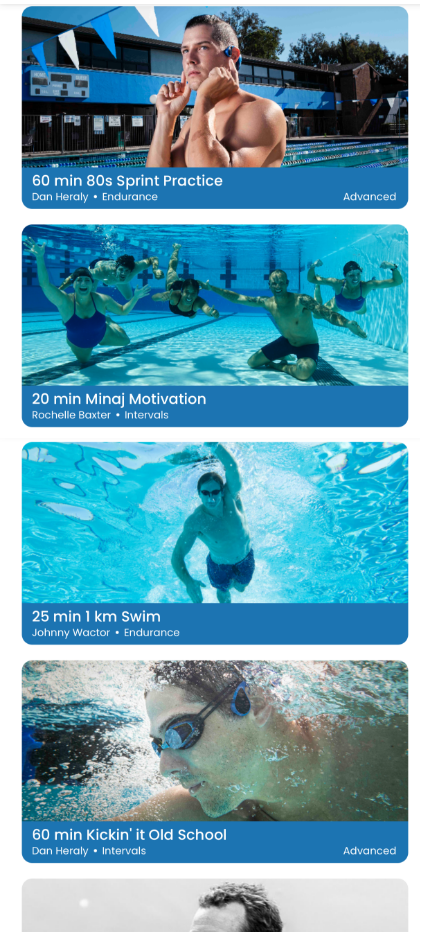 60 min 80s Sprint Practice
Dan Heraly • Endurance
Advanced
20 min Minaj Motivation
Rochelle Baxter • Intervals
25 min 1 km Swim
Johnny Wactor • Endurance
60 min Kickin' it Old School
Dan Heraly • Intervals
Advanced